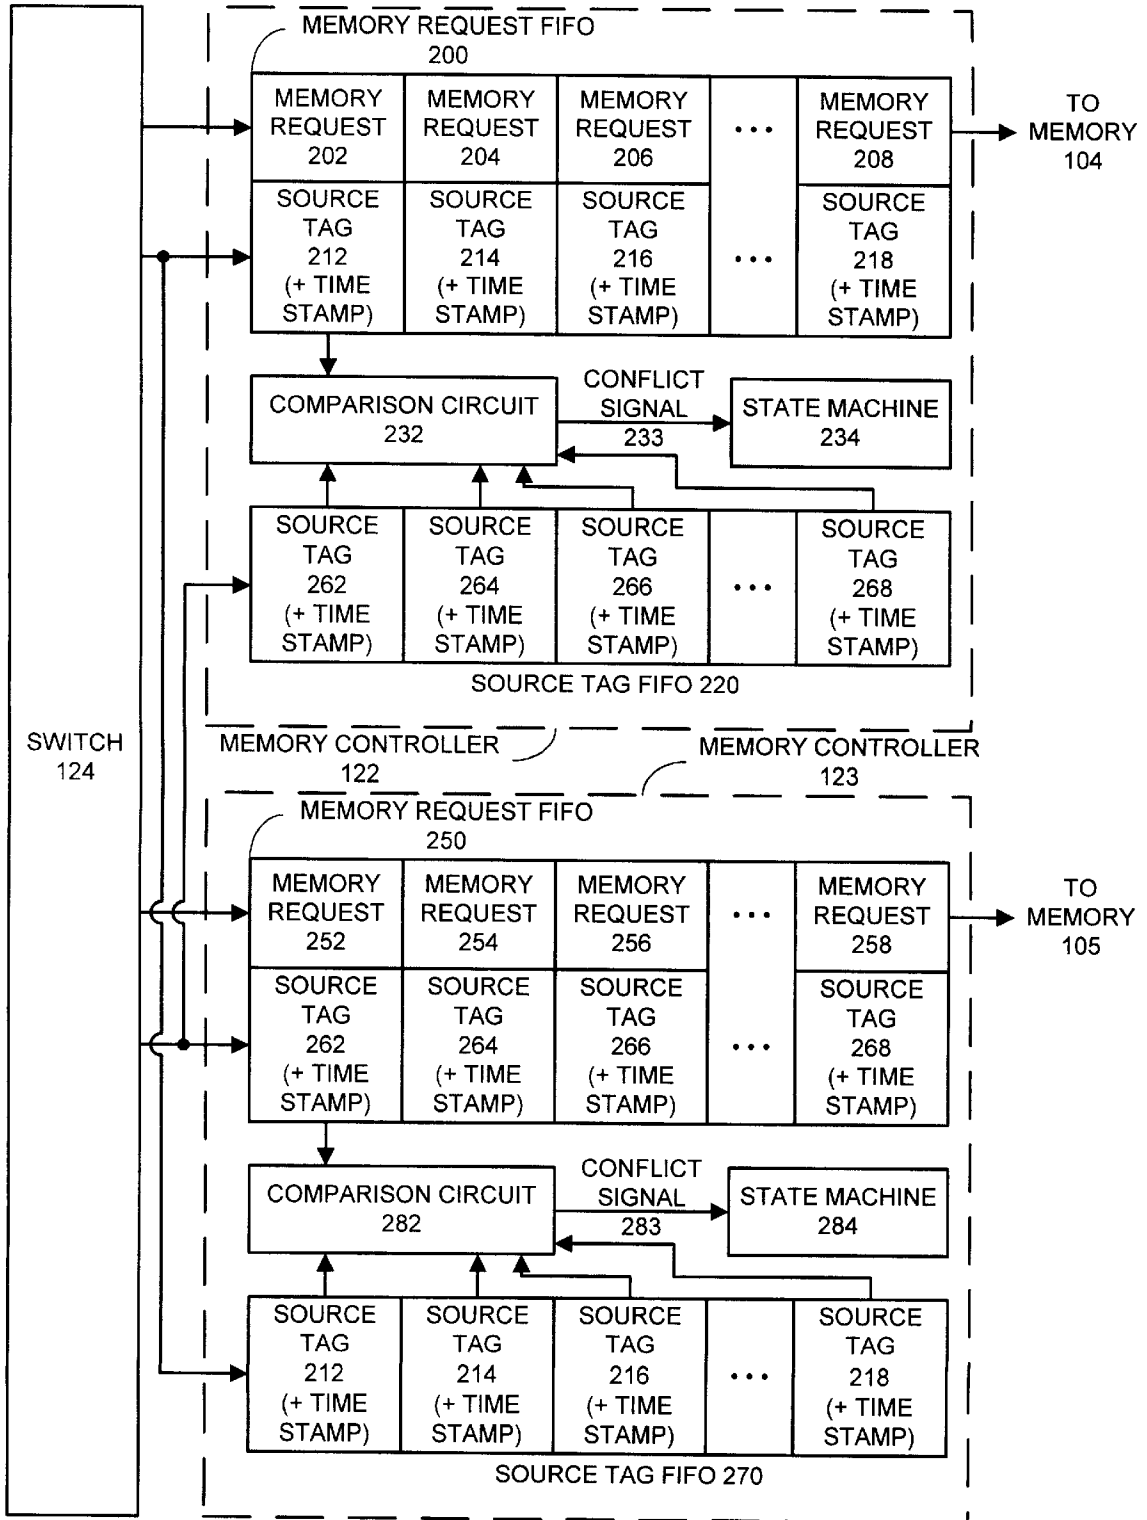 MEMORY REQUEST FIFO
200
MEMORY REQUEST 202
MEMORY REQUEST 204
MEMORY REQUEST 206
• • •
MEMORY REQUEST 208
TO MEMORY 104
SOURCE TAG 212 (+ TIME STAMP)
SOURCE TAG 214 (+ TIME STAMP)
SOURCE TAG 216 (+ TIME STAMP)
• • •
SOURCE TAG 218 (+ TIME STAMP)
COMPARISON CIRCUIT 232
CONFLICT SIGNAL 233
STATE MACHINE 234
SOURCE TAG 262 (+ TIME STAMP)
SOURCE TAG 264 (+ TIME STAMP)
SOURCE TAG 266 (+ TIME STAMP)
• • •
SOURCE TAG 268 (+ TIME STAMP)
SOURCE TAG FIFO 220
SWITCH 124
MEMORY CONTROLLER 122
MEMORY CONTROLLER 123
MEMORY REQUEST FIFO
250
MEMORY REQUEST 252
MEMORY REQUEST 254
MEMORY REQUEST 256
• • •
MEMORY REQUEST 258
TO MEMORY 105
SOURCE TAG 262 (+ TIME STAMP)
SOURCE TAG 264 (+ TIME STAMP)
SOURCE TAG 266 (+ TIME STAMP)
• • •
SOURCE TAG 268 (+ TIME STAMP)
COMPARISON CIRCUIT 282
CONFLICT SIGNAL 283
STATE MACHINE 284
SOURCE TAG 212 (+ TIME STAMP)
SOURCE TAG 214 (+ TIME STAMP)
SOURCE TAG 216 (+ TIME STAMP)
• • •
SOURCE TAG 218 (+ TIME STAMP)
SOURCE TAG FIFO 270